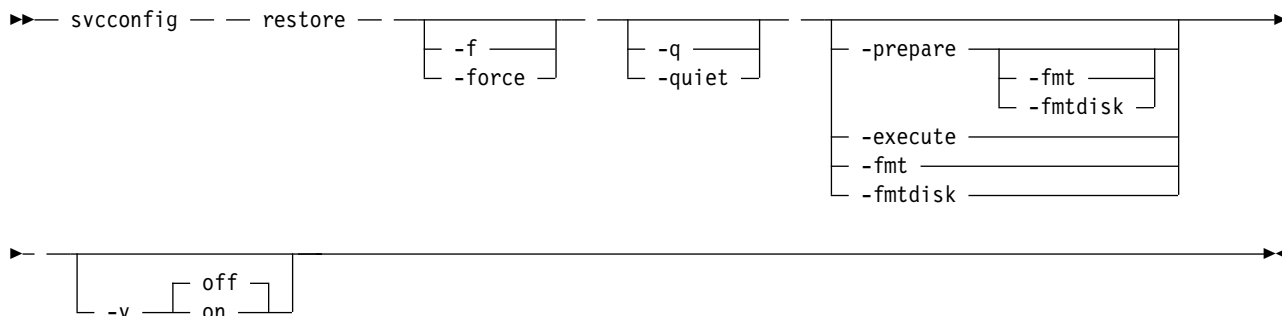 svcconfig restore
-f
-force
-q
-quiet
-prepare
-fmt
-fmtdisk
-execute
-fmt
-fmtdisk
off
-v on